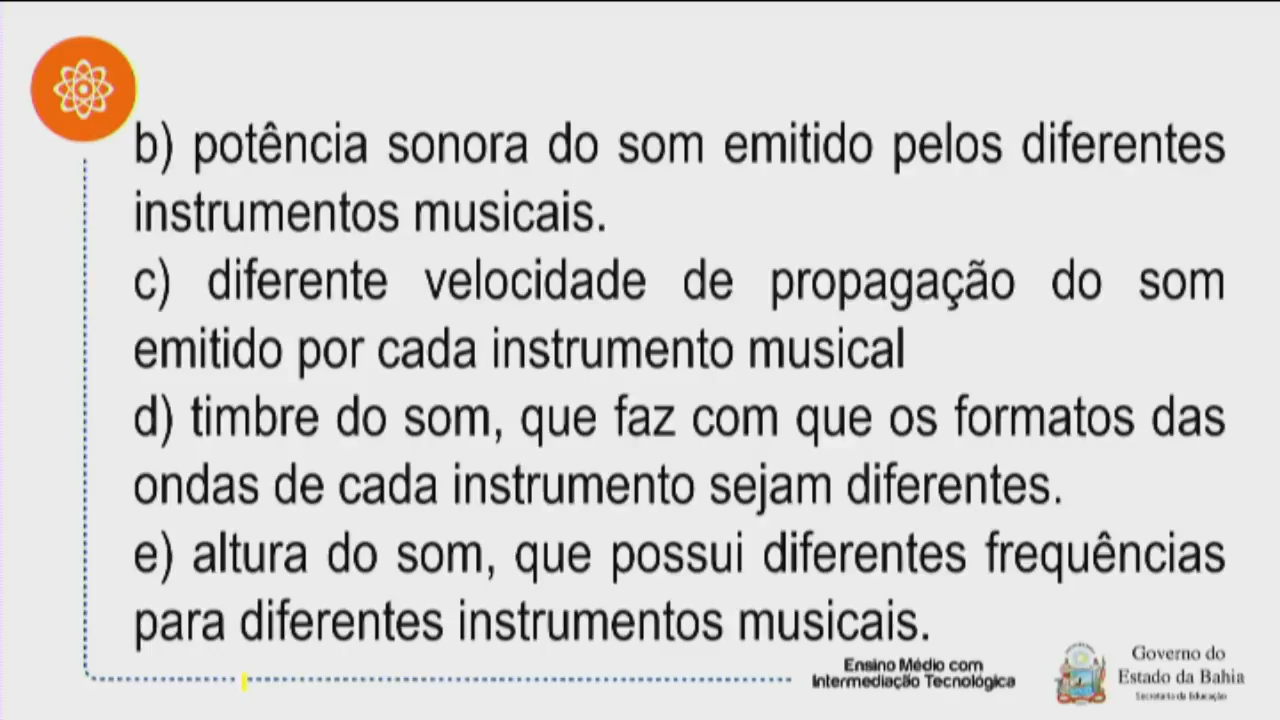 b) potência sonora do som emitido pelos diferentes
instrumentos musicais.
c) diferente velocidade de propagação do som
emitido por cada instrumento musical
d) timbre do som, que faz com que os formatos das
ondas de cada instrumento sejam diferentes.
e) altura do som, que possui diferentes frequências
para diferentes instrumentos musicais.
Ensino Médio com
Intermediação Tecnológica
Governo do
Estado da Bahia
Secretaria da Educação